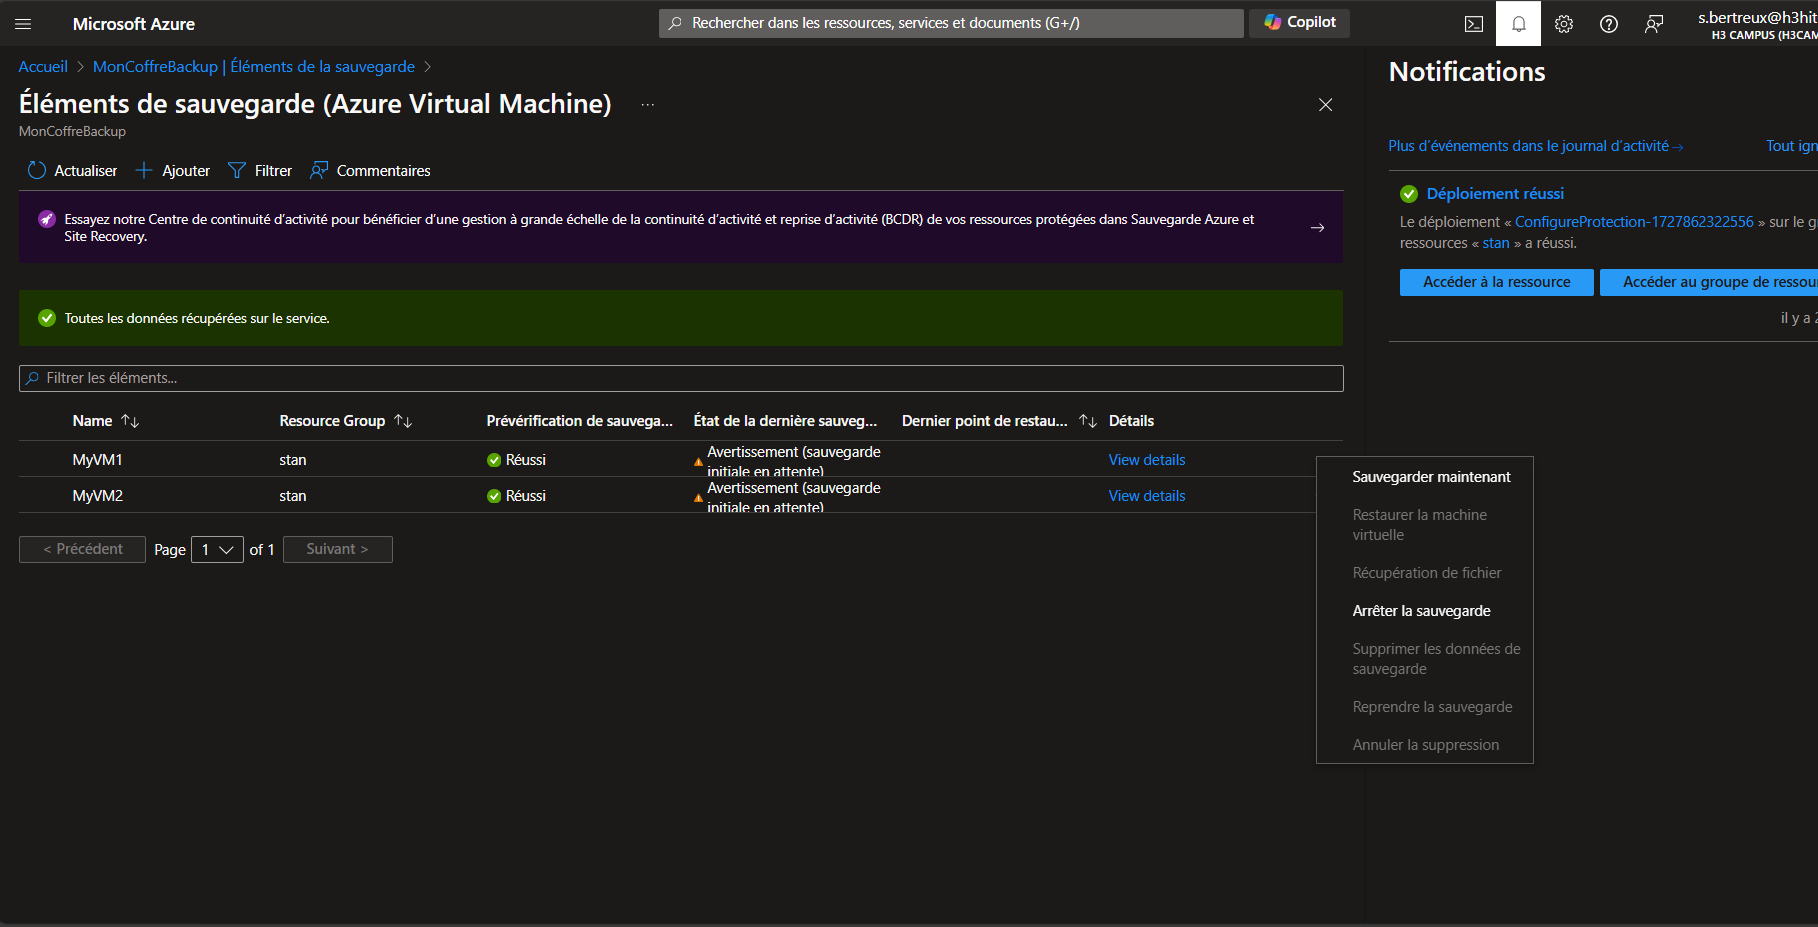 Microsoft Azure
Rechercher dans les ressources, services et documents (G+/)
Copilot
s.bertreux@h3hit
H3 CAMPUS (H3CAM
Accueil > MonCoffreBackup | Éléments de la sauvegarde >
Éléments de sauvegarde (Azure Virtual Machine) ...
MonCoffreBackup
Actualiser + Ajouter Filtrer Commentaires
Essayez notre Centre de continuité d'activité pour bénéficier d'une gestion à grande échelle de la continuité d'activité et reprise d'activité (BCDR) de vos ressources protégées dans Sauvegarde Azure et
Site Recovery.
Toutes les données récupérées sur le service.
Filtrer les éléments...
Name Resource Group Prévérification de sauvega... État de la dernière sauveg... Dernier point de restau... Détails
MyVM1 stan Réussi Avertissement (sauvegarde initiale en attente) View details
MyVM2 stan Réussi Avertissement (sauvegarde initiale en attente) View details
< Précédent Page 1 of 1 Suivant >
Sauvegarder maintenant
Restaurer la machine
virtuelle
Récupération de fichier
Arrêter la sauvegarde
Supprimer les données de
sauvegarde
Reprendre la sauvegarde
Annuler la suppression
Notifications
Plus d'événements dans le journal d'activité → Tout ign
Déploiement réussi
Le déploiement « ConfigureProtection-1727862322556 » sur le g
ressources « stan » a réussi.
Accéder à la ressource Accéder au groupe de ressou
il y a 2